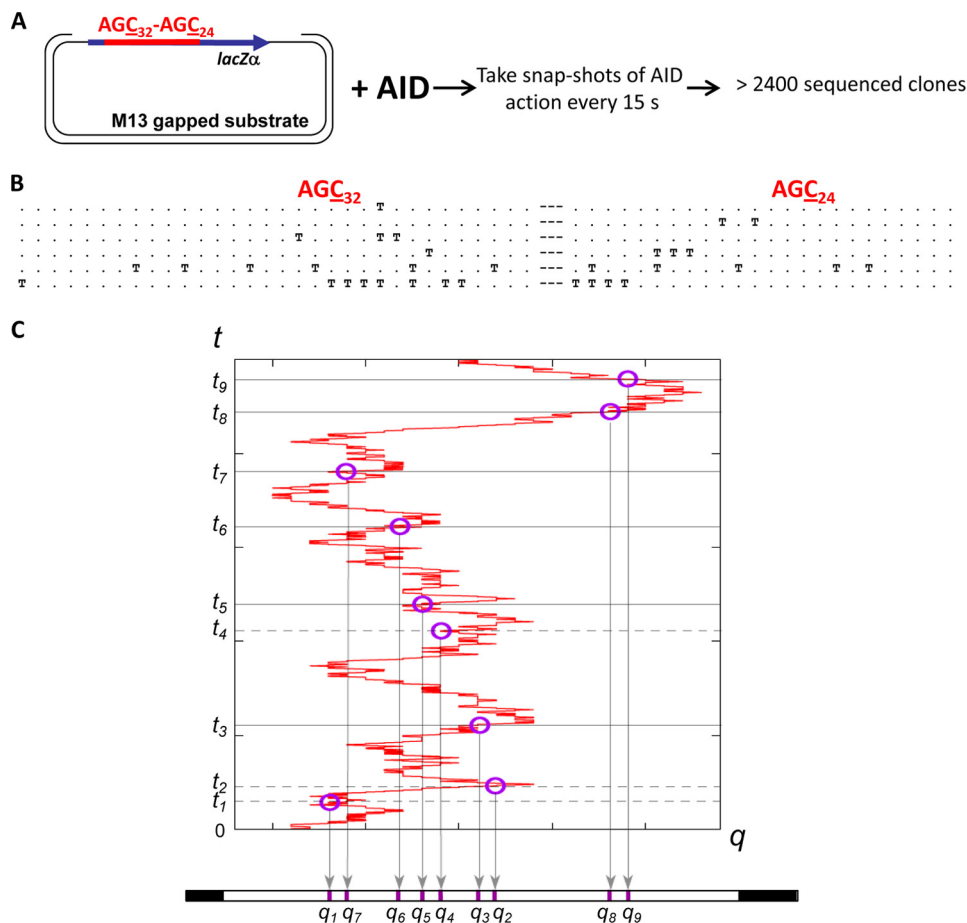 A
AGC32-AGC24
lacZα
M13 gapped substrate
+ AID
Take snap-shots of AID
action every 15 s
> 2400 sequenced clones
B
AGC32
AGC24
. . . . . . . . . . . . . . . . . . . . . . T . . . . . . . . . --- . . . . . . . . . . . . . . . . . . . . . . . .
. . . . . . . . . . . . . . . . . . . . . . . . . . . . . . . . --- . . . . . . . . . T . T . . . . . . . . . . . .
. . . . . . . . . . . . . . . . . T . . . . T T . . . . . . . . --- . . . . . . . . . . . . . . . . . . . . . . . .
. . . . . . . . . . . . . . . . . . . . . . . . . T . . . . . . --- . . . . . T T T . . . . . . . . . . . . . . . .
. . . . . . . T . . T . . . T . . . T . . . . . T . . . . T . . --- . T . . . T . . . . T . . . . . T . T . . . . .
T . . . . . . . . . . . . . . . . . . T T T T . T . T T . . . . --- T T T T . . . . . . . . . . . . . . . . . . . .
C
t
t9
t8
t7
t6
t5
t4
t3
t2
t1
0
q
q1 q7 q6 q5 q4 q3 q2 q8 q9